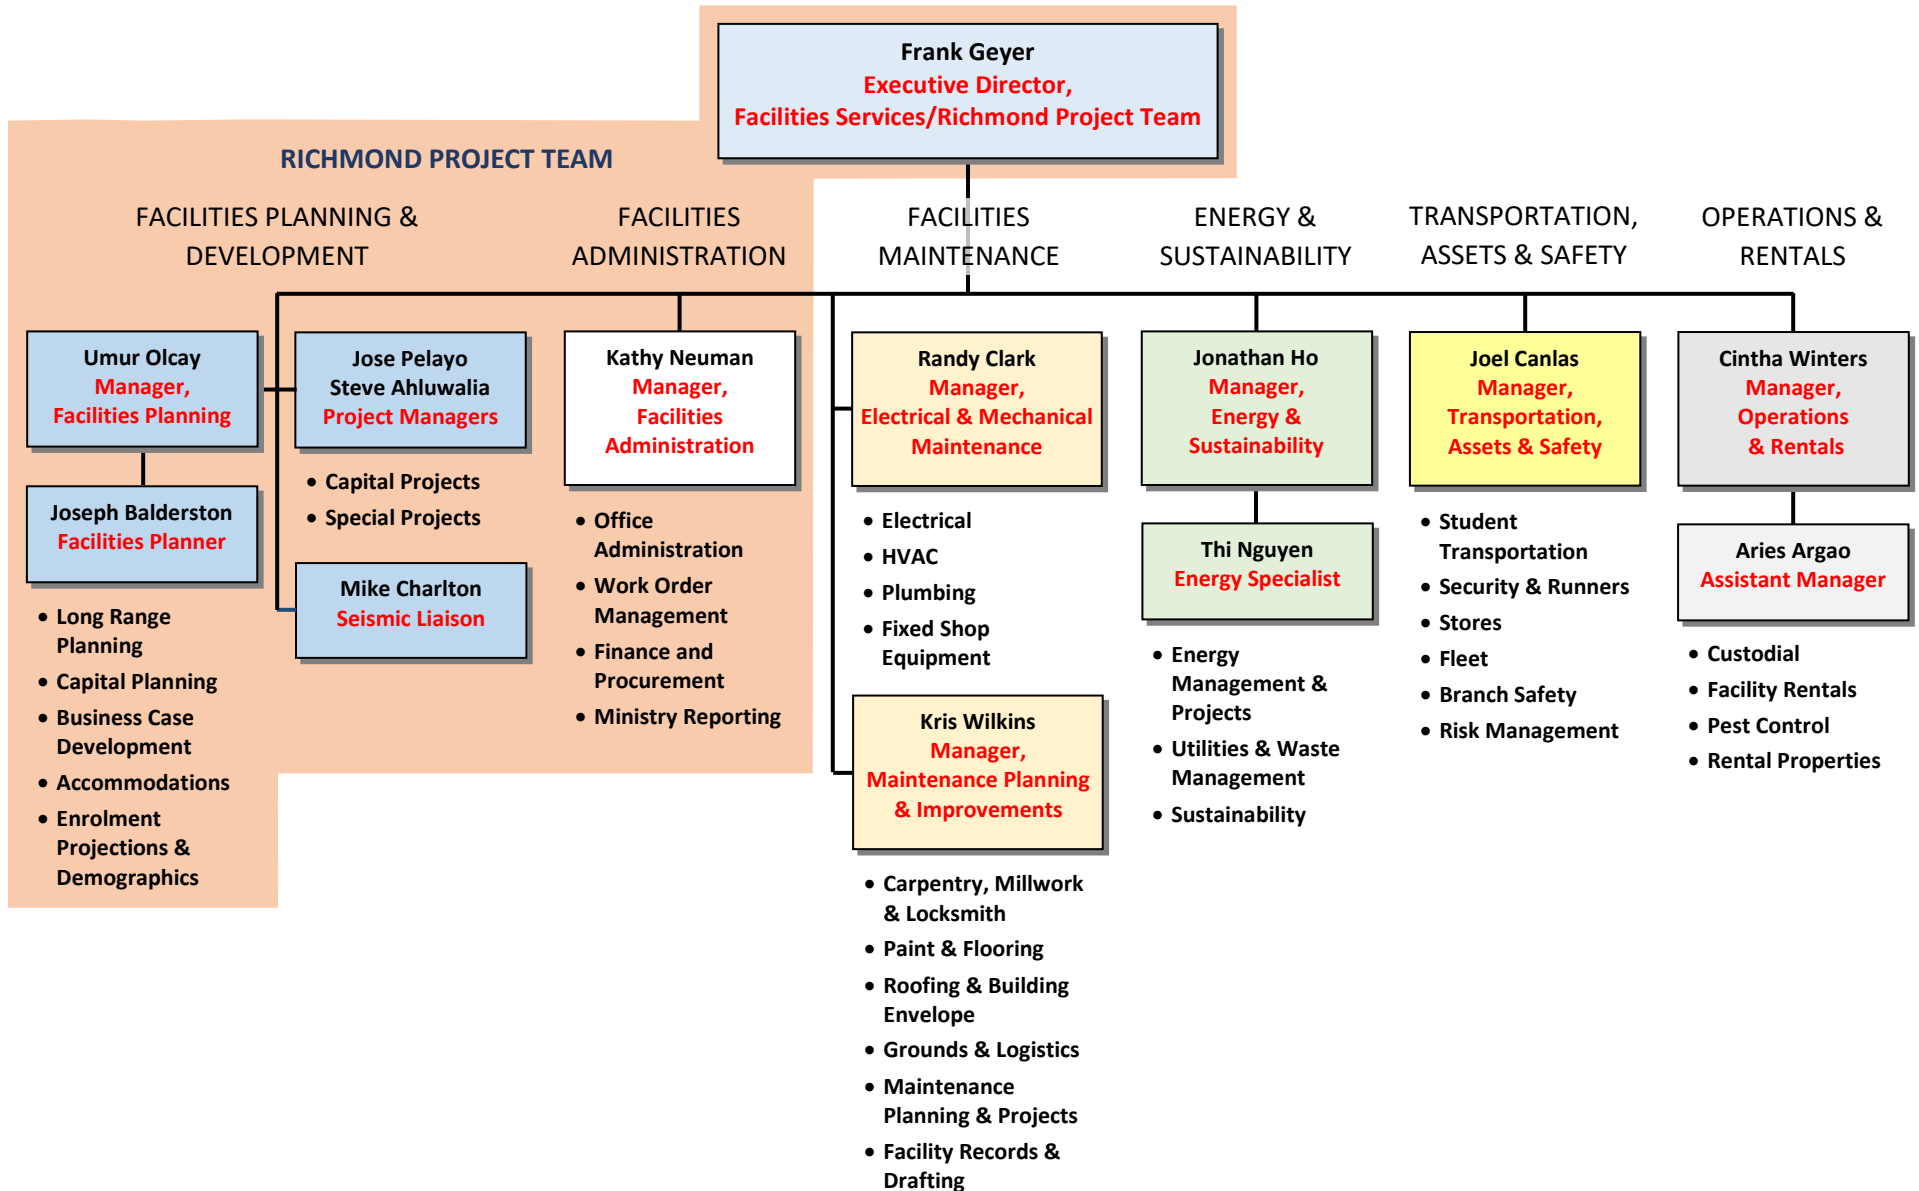 Frank Geyer
Executive Director,
Facilities Services/Richmond Project Team
RICHMOND PROJECT TEAM
FACILITIES PLANNING &
DEVELOPMENT
FACILITIES
ADMINISTRATION
FACILITIES
MAINTENANCE
ENERGY &
SUSTAINABILITY
TRANSPORTATION,
ASSETS & SAFETY
OPERATIONS &
RENTALS
Umur Olcay
Manager,
Facilities Planning
Joseph Balderston
Facilities Planner
• Long Range
Planning
• Capital Planning
• Business Case
Development
• Accommodations
• Enrolment
Projections &
Demographics
Jose Pelayo
Steve Ahluwalia
Project Managers
• Capital Projects
• Special Projects
Mike Charlton
Seismic Liaison
Kathy Neuman
Manager,
Facilities
Administration
• Office
Administration
• Work Order
Management
• Finance and
Procurement
• Ministry Reporting
Randy Clark
Manager,
Electrical & Mechanical
Maintenance
• Electrical
• HVAC
• Plumbing
• Fixed Shop
Equipment
Kris Wilkins
Manager,
Maintenance Planning
& Improvements
• Carpentry, Millwork
& Locksmith
• Paint & Flooring
• Roofing & Building
Envelope
• Grounds & Logistics
• Maintenance
Planning & Projects
• Facility Records &
Drafting
Jonathan Ho
Manager,
Energy &
Sustainability
Thi Nguyen
Energy Specialist
• Energy
Management &
Projects
• Utilities & Waste
Management
• Sustainability
Joel Canlas
Manager,
Transportation,
Assets & Safety
• Student
Transportation
• Security & Runners
• Stores
• Fleet
• Branch Safety
• Risk Management
Cintha Winters
Manager,
Operations
& Rentals
Aries Argao
Assistant Manager
• Custodial
• Facility Rentals
• Pest Control
• Rental Properties